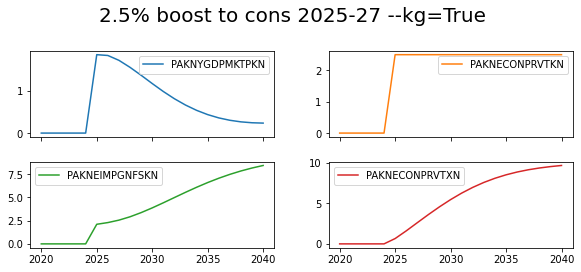 2.5% boost to cons 2025-27 --kg=True
PAKNYGDPMKTPKN
1
0
PAKNECONPRVTKN
2
1
0
PAKNEIMPGNFSKN
7.5
5.0
2.5
0.0
2020 2025 2030 2035 2040
PAKNECONPRVTXN
10
5
0
2020 2025 2030 2035 2040